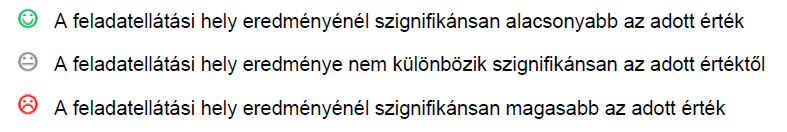 A feladatellátási hely eredményénél szignifikánsan alacsonyabb az adott érték
A feladatellátási hely eredménye nem különbözik szignifikánsan az adott értéktől
A feladatellátási hely eredményénél szignifikánsan magasabb az adott érték